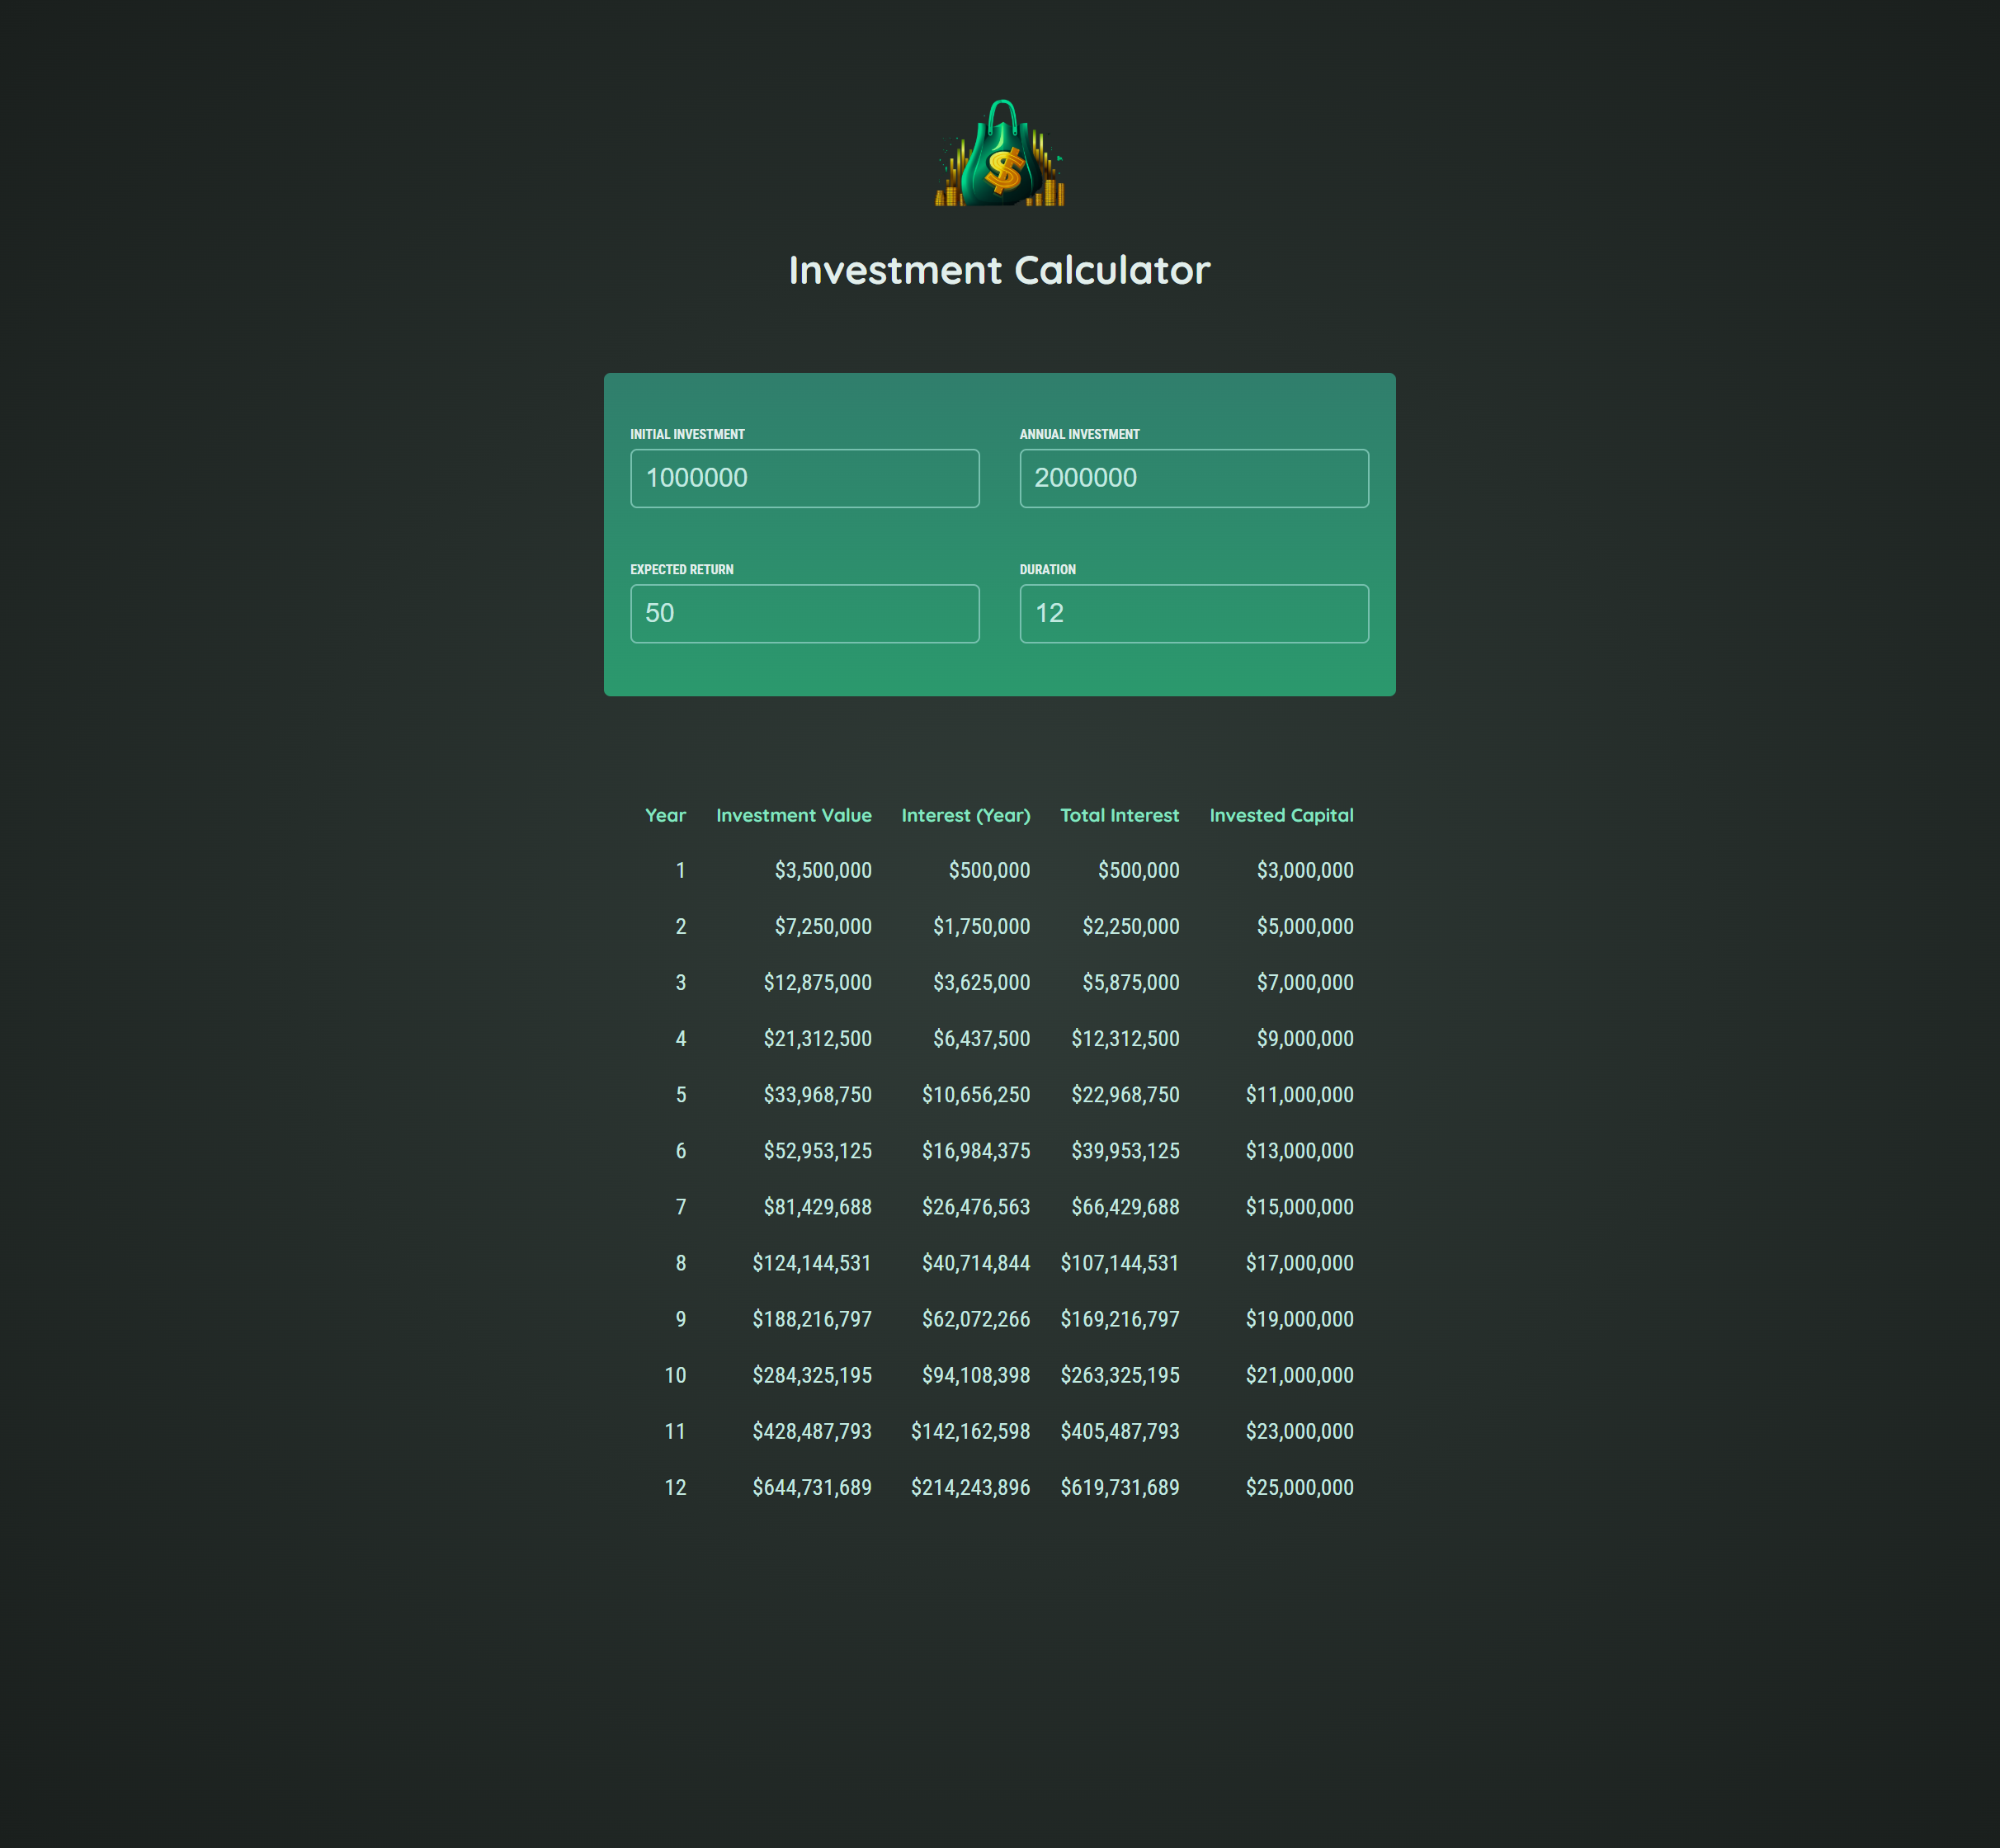 $
Investment Calculator
INITIAL INVESTMENT ANNUAL INVESTMENT
1000000 2000000
EXPECTED RETURN DURATION
50 12
Year Investment Value Interest (Year) Total Interest Invested Capital
1 $3,500,000 $500,000 $500,000 $3,000,000
2 $7,250,000 $1,750,000 $2,250,000 $5,000,000
3 $12,875,000 $3,625,000 $5,875,000 $7,000,000
4 $21,312,500 $6,437,500 $12,312,500 $9,000,000
5 $33,968,750 $10,656,250 $22,968,750 $11,000,000
6 $52,953,125 $16,984,375 $39,953,125 $13,000,000
7 $81,429,688 $26,476,563 $66,429,688 $15,000,000
8 $124,144,531 $40,714,844 $107,144,531 $17,000,000
9 $188,216,797 $62,072,266 $169,216,797 $19,000,000
10 $284,325,195 $94,108,398 $263,325,195 $21,000,000
11 $428,487,793 $142,162,598 $405,487,793 $23,000,000
12 $644,731,689 $214,243,896 $619,731,689 $25,000,000